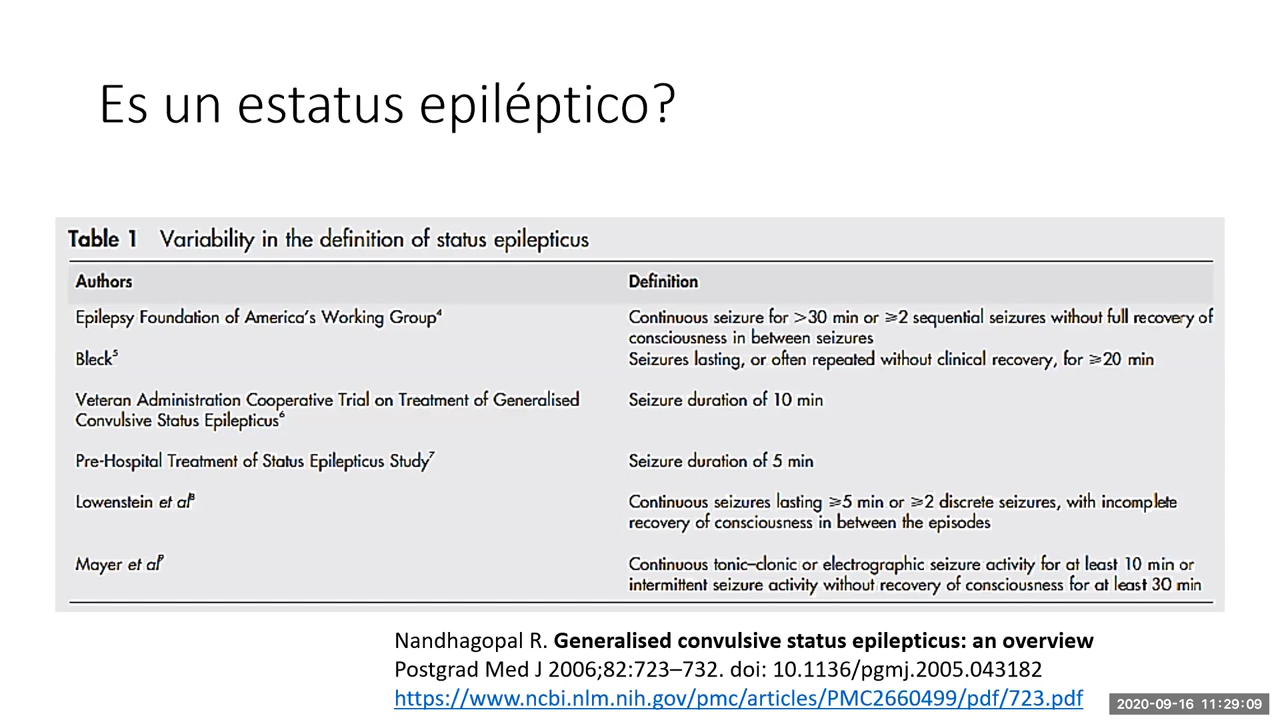 Es un estatus epiléptico?
Table 1 Variability in the definition of status epilepticus
Authors Definition
Epilepsy Foundation of America's Working Group⁴ Continuous seizure for >30 min or ⩾2 sequential seizures without full recovery of
consciousness in between seizures
Bleck⁵ Seizures lasting, or often repeated without clinical recovery, for ⩾20 min
Veteran Administration Cooperative Trial on Treatment of Generalised Seizure duration of 10 min
Convulsive Status Epilepticus⁶
Pre-Hospital Treatment of Status Epilepticus Study⁷ Seizure duration of 5 min
Lowenstein et al⁸ Continuous seizures lasting ⩾5 min or ⩾2 discrete seizures, with incomplete
recovery of consciousness in between the episodes
Mayer et al⁹ Continuous tonic–clonic or electrographic seizure activity for at least 10 min or
intermittent seizure activity without recovery of consciousness for at least 30 min
Nandhagopal R. Generalised convulsive status epilepticus: an overview
Postgrad Med J 2006;82:723–732. doi: 10.1136/pgmj.2005.043182
https://www.ncbi.nlm.nih.gov/pmc/articles/PMC2660499/pdf/723.pdf
2020-09-16 11:29:09